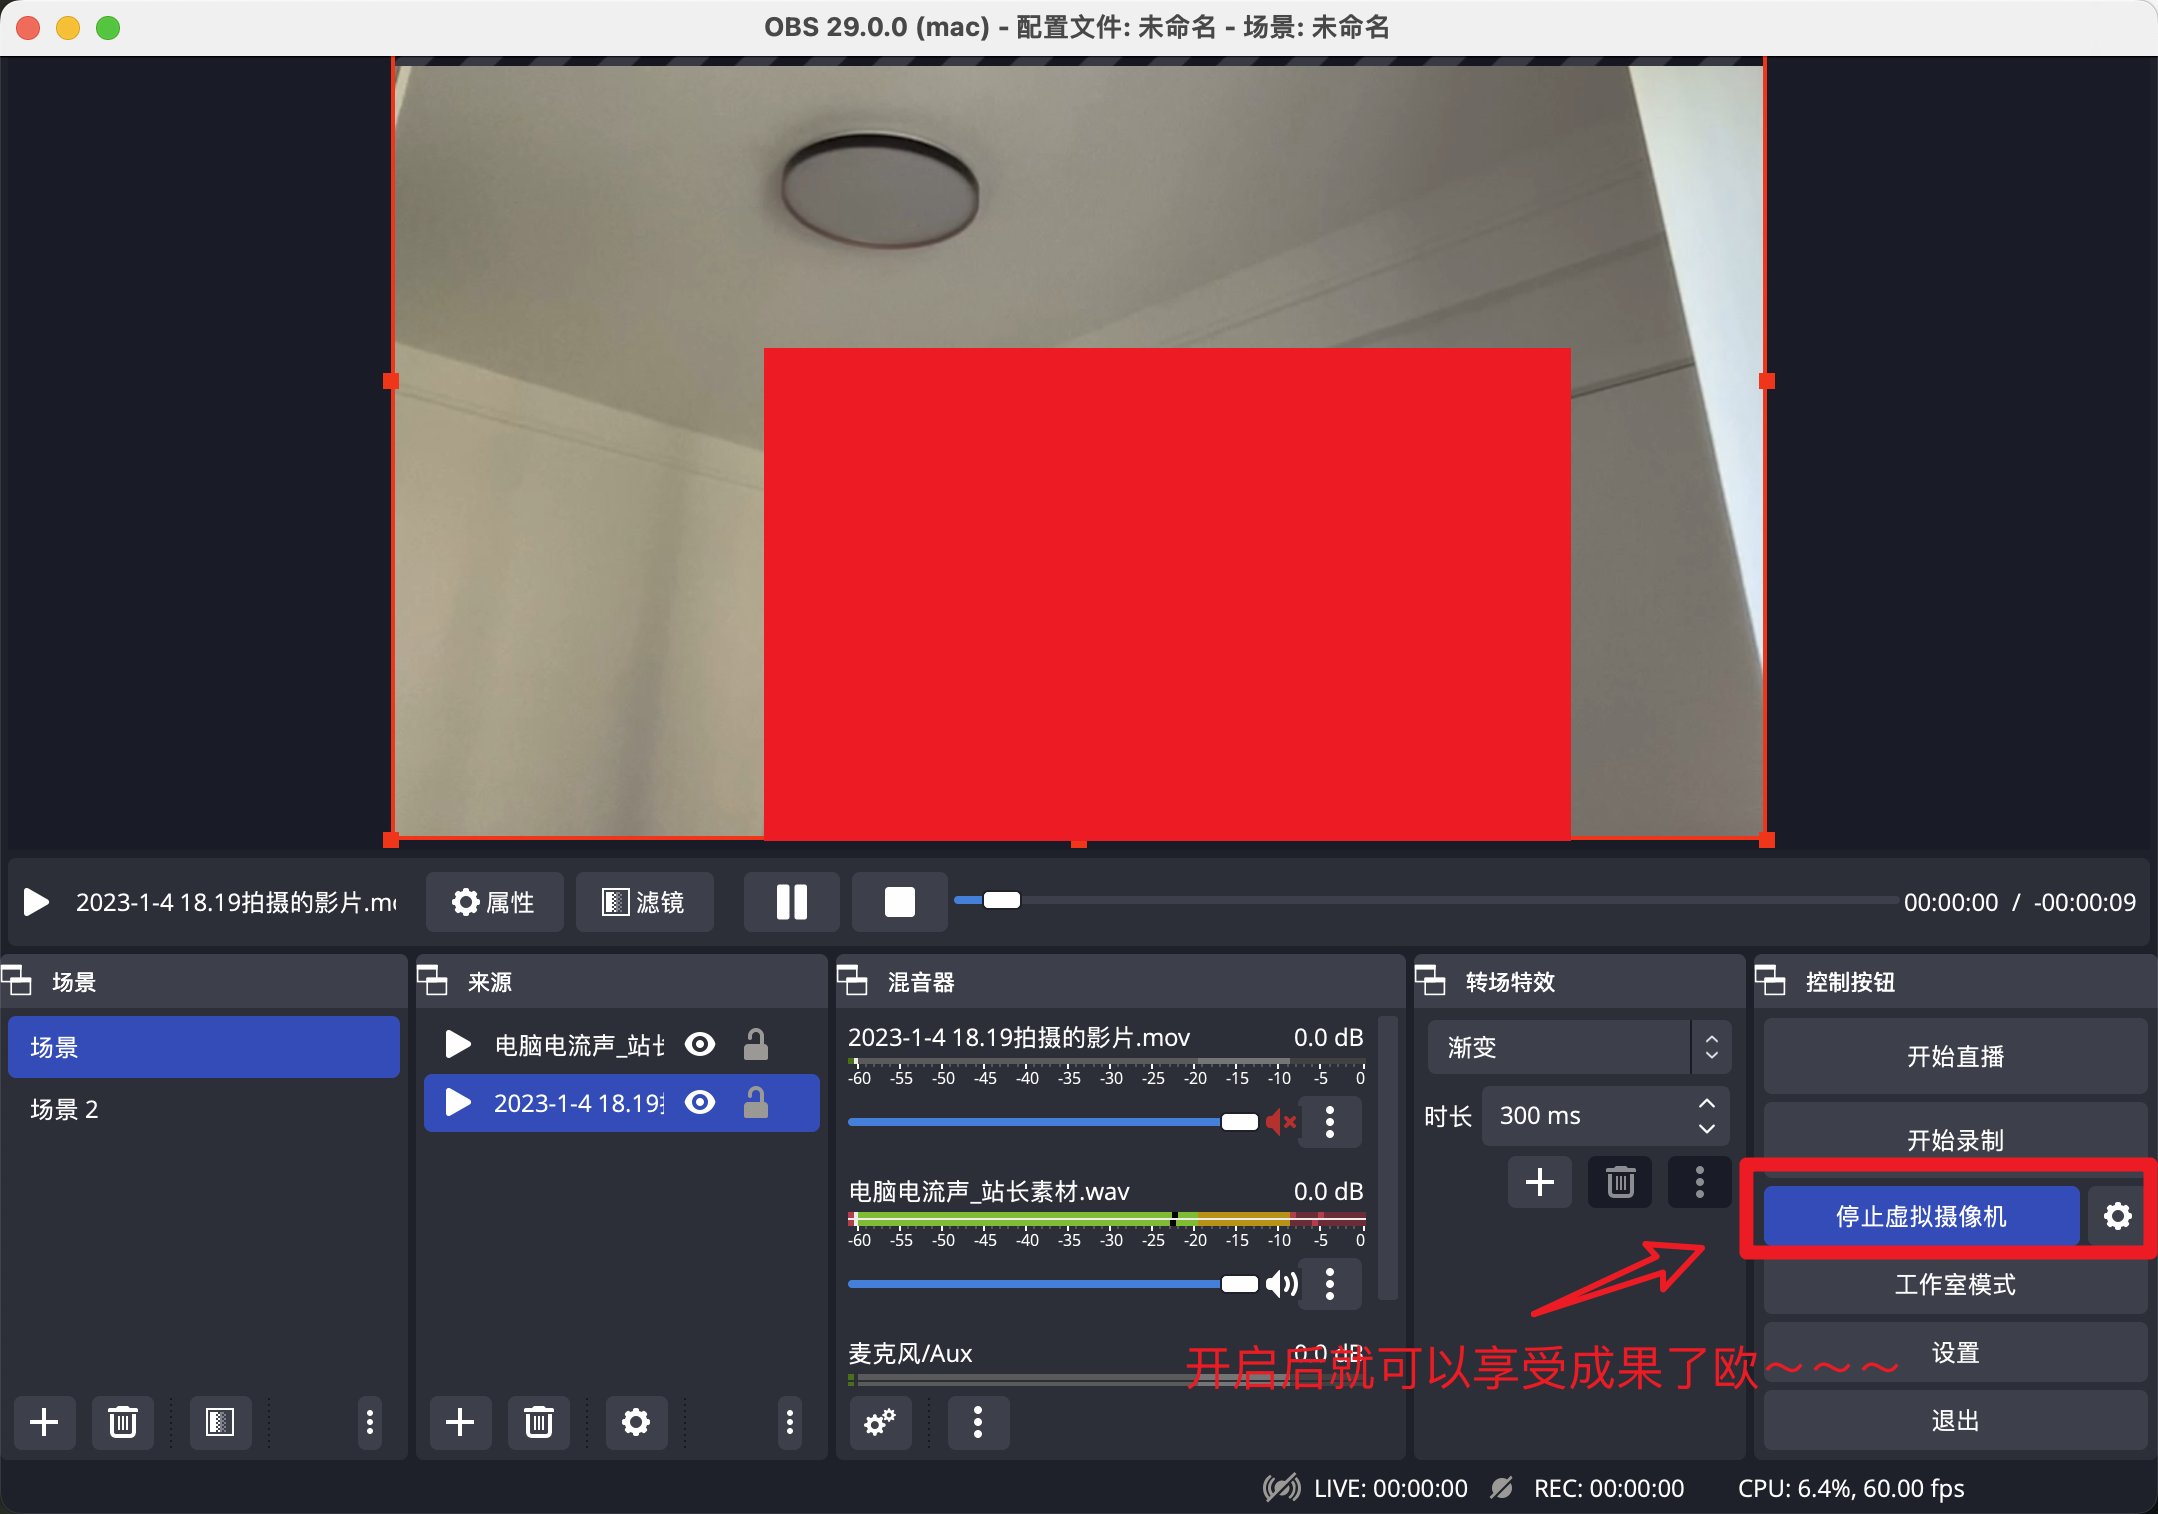 OBS 29.0.0 (mac) - 配置文件: 未命名 - 场景: 未命名
2023-1-4 18.19拍摄的影片.m
属性
滤镜
00:00:00 / -00:00:09
场景
场景
场景 2
来源
电脑电流声_站
2023-1-4 18.19
混音器
2023-1-4 18.19拍摄的影片.mov 0.0 dB
-60 -55 -50 -45 -40 -35 -30 -25 -20 -15 -10 -5 0
电脑电流声_站长素材.wav 0.0 dB
-60 -55 -50 -45 -40 -35 -30 -25 -20 -15 -10 -5 0
麦克风/Aux 0.0 dB
转场特效
渐变
时长 300 ms
控制按钮
开始直播
开始录制
停止虚拟摄像机
工作室模式
设置
退出
开启后就可以享受成果了欧～～～
LIVE: 00:00:00 REC: 00:00:00 CPU: 6.4%, 60.00 fps